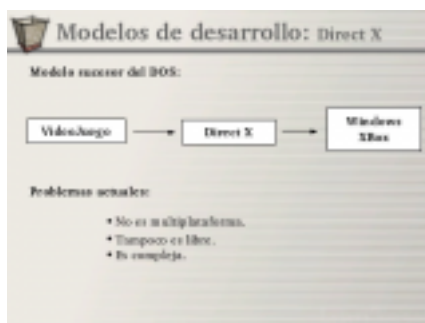 Modelos de desarrollo: Direct X
Modelo sucesor del DOS:
VideoJuego
Direct X
Windows
XBox
Problemas actuales:
• No es multiplataforma.
• Tampoco es libre.
• Es compleja.